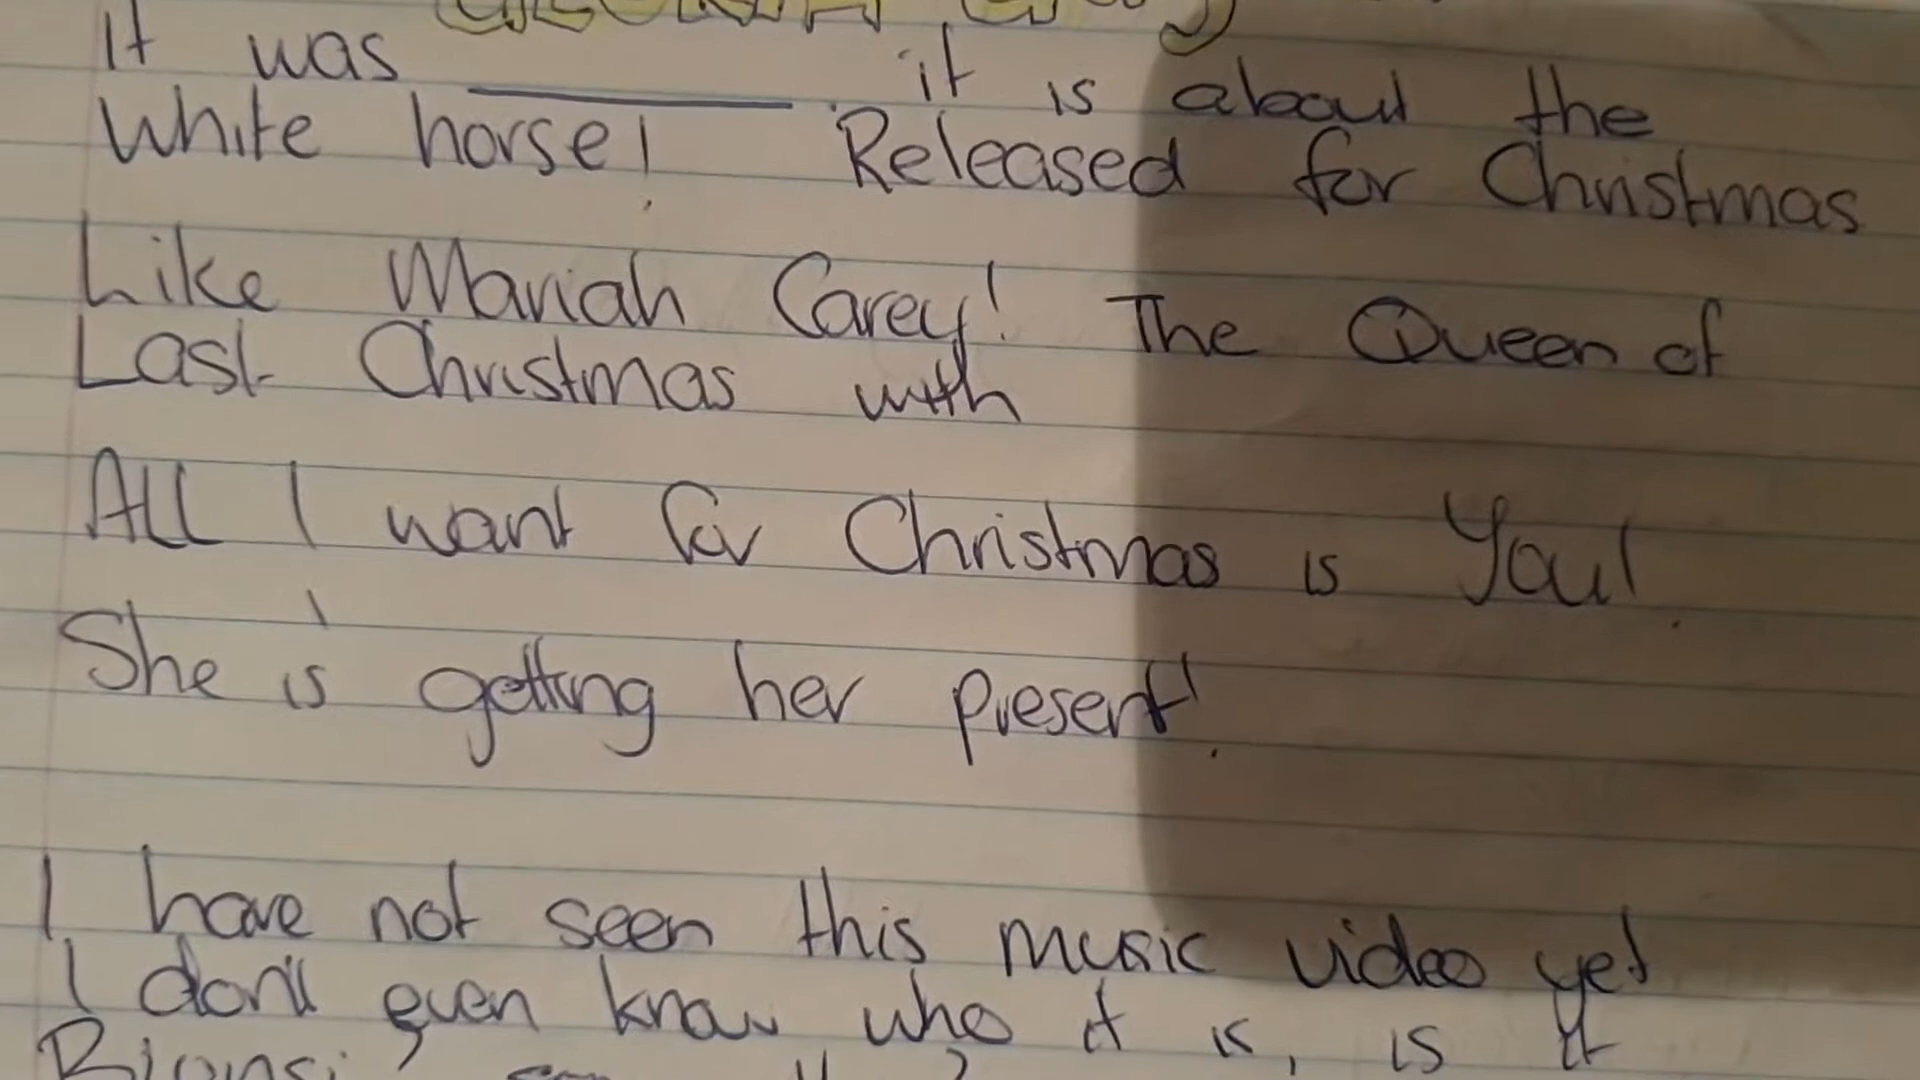 It was ________ it is about the
White horse! Released for Christmas
Like Mariah Carey! The Queen of
Last Christmas with
ALL I want for Christmas is You!
She is getting her present!
I have not seen this music video yet
I don't even know who it is, is it